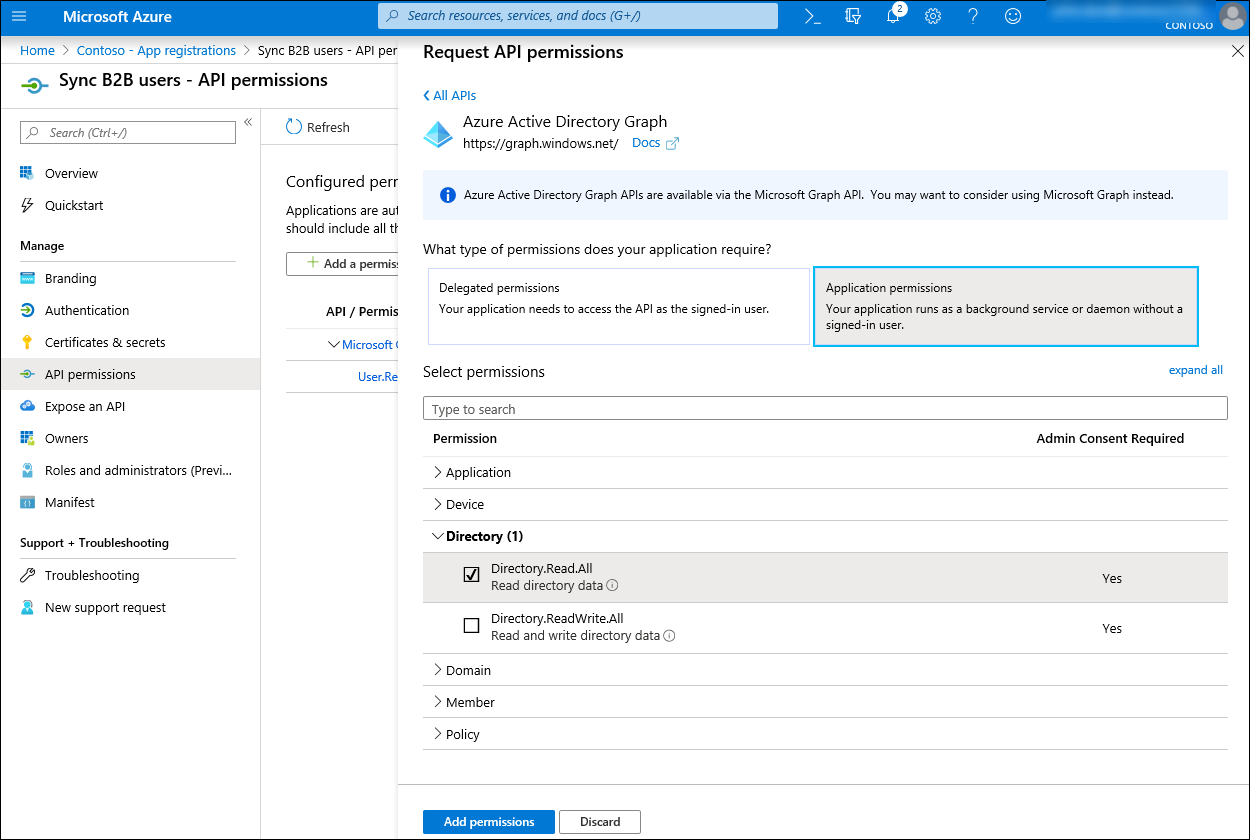 Microsoft Azure
Search resources, services, and docs (G+/)
2
CONTOSO
Home > Contoso - App registrations > Sync B2B users - API per
Sync B2B users - API permissions
Search (Ctrl+/)
Overview
Quickstart
Manage
Branding
Authentication
Certificates & secrets
API permissions
Expose an API
Owners
Roles and administrators (Previ...
Manifest
Support + Troubleshooting
Troubleshooting
New support request
Refresh
Configured perr
Applications are aut
should include all th
Add a permis
API / Permis
Microsoft
User.Re
Request API permissions
All APIs
Azure Active Directory Graph
https://graph.windows.net/ Docs
Azure Active Directory Graph APIs are available via the Microsoft Graph API. You may want to consider using Microsoft Graph instead.
What type of permissions does your application require?
Delegated permissions
Your application needs to access the API as the signed-in user.
Application permissions
Your application runs as a background service or daemon without a
signed-in user.
Select permissions
expand all
Type to search
Permission Admin Consent Required
Application
Device
Directory (1)
Directory.Read.All
Read directory data
Yes
Directory.ReadWrite.All
Read and write directory data
Yes
Domain
Member
Policy
Add permissions Discard